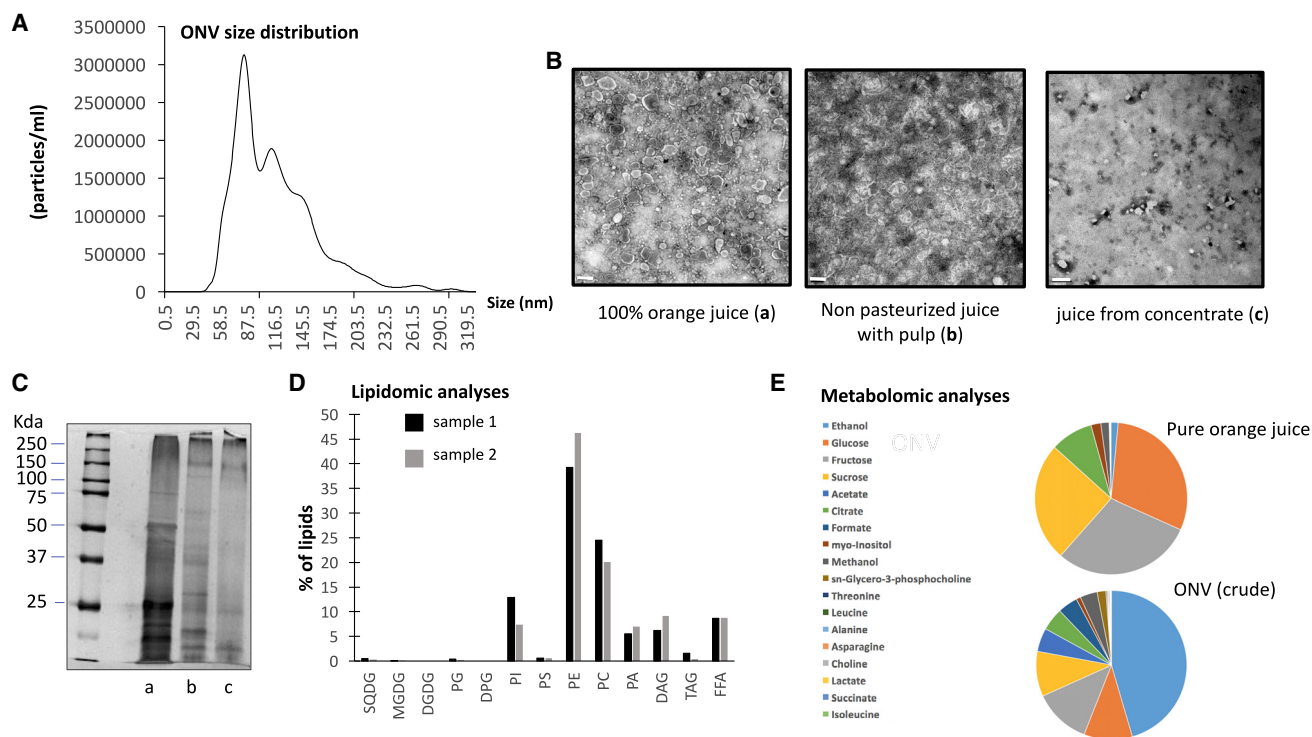 A
ONV size distribution
3500000
3000000
2500000
2000000
1500000
1000000
500000
0
(particles/ml)
0.5
29.5
58.5
87.5
116.5
145.5
174.5
203.5
232.5
261.5
290.5
319.5
Size (nm)
B
100% orange juice (a)
Non pasteurized juice
with pulp (b)
juice from concentrate (c)
C
Kda
250
150
100
75
50
37
25
a b c
D
Lipidomic analyses
sample 1
sample 2
50
45
40
35
30
25
20
15
10
5
0
% of lipids
SQDG
MGDG
DGDG
PG
DPG
PI
PS
PE
PC
PA
DAG
TAG
FFA
E
Metabolomic analyses
ONV
Ethanol
Glucose
Fructose
Sucrose
Acetate
Citrate
Formate
myo-Inositol
Methanol
sn-Glycero-3-phosphocholine
Threonine
Leucine
Alanine
Asparagine
Choline
Lactate
Succinate
Isoleucine
Pure orange juice
ONV (crude)